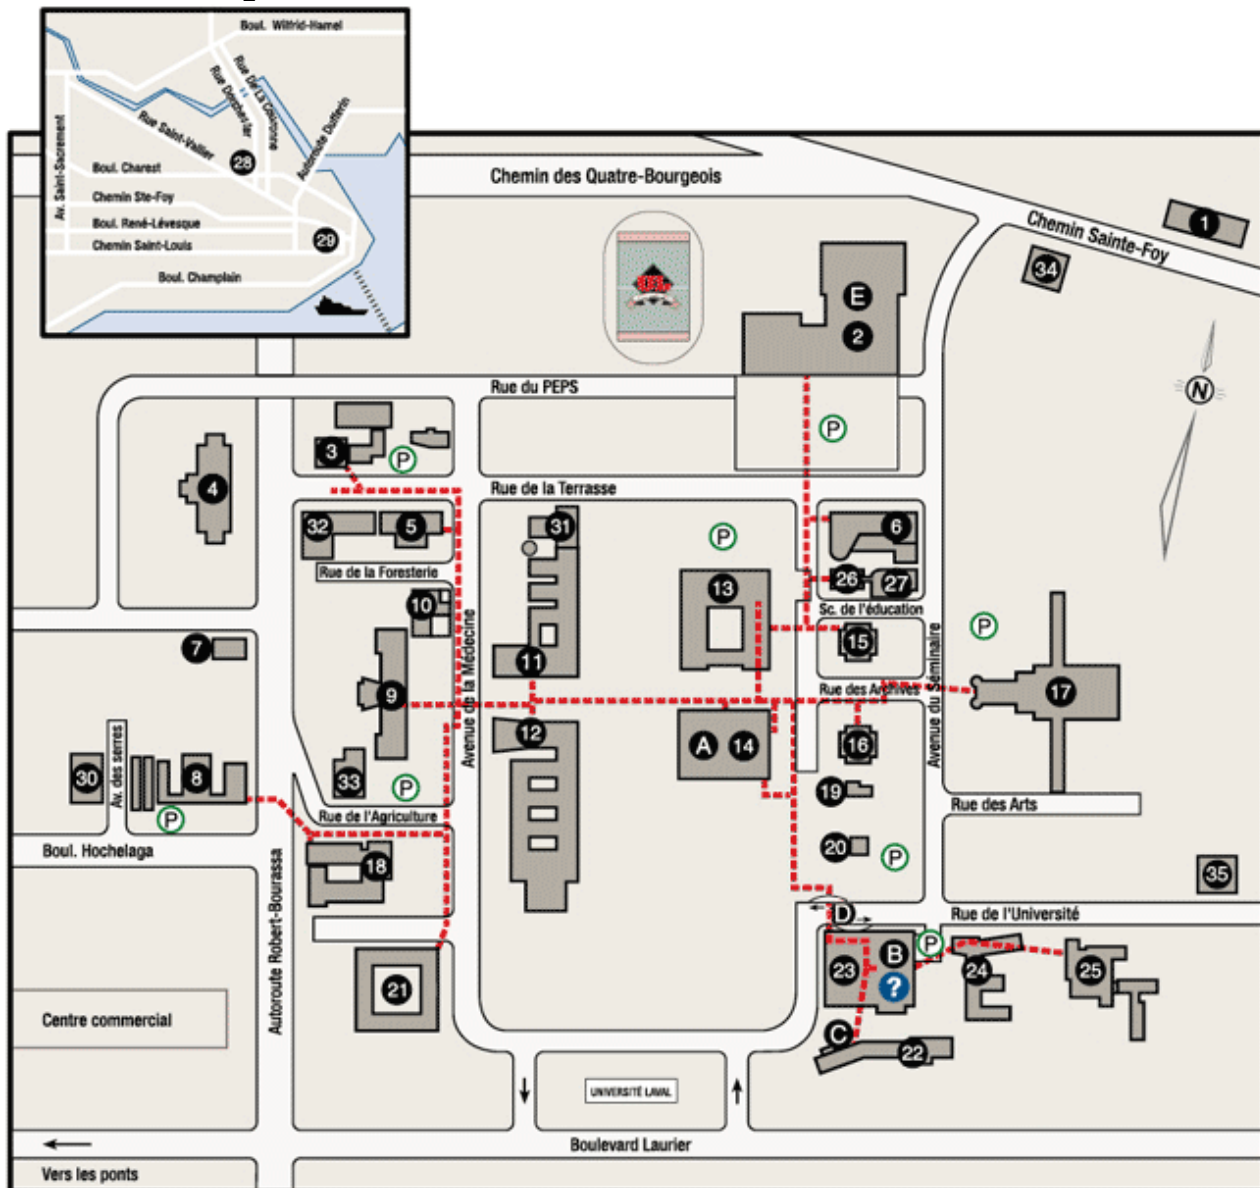 Boul. Wilfrid-Hamel
Rue De La Couronne
Rue Dorchester
Autoroute Dufferin
Rue Saint-Vallier
Av. Saint-Sacrement
28
Boul. Charest
Chemin Ste-Foy
Boul. René-Lévesque
29
Chemin Saint-Louis
Boul. Champlain
Chemin des Quatre-Bourgeois
Chemin Sainte-Foy
1
34
UL
E
2
N
Rue du PEPS
P
3
P
4
Rue de la Terrasse
32
5
31
P
6
Rue de la Foresterie
26
27
13
10
Sc. de l'éducation
P
15
7
11
Avenue de la Médecine
Avenue du Séminaire
9
Rue des Archives
17
12
A
14
16
Av. des serres
30
8
33
P
19
Rue des Arts
P
Rue de l'Agriculture
Boul. Hochelaga
20
P
18
35
Autoroute Robert-Bourassa
D
Rue de l'Université
P
B
23
24
25
?
21
Centre commercial
C
22
UNIVERSITÉ LAVAL
Boulevard Laurier
Vers les ponts